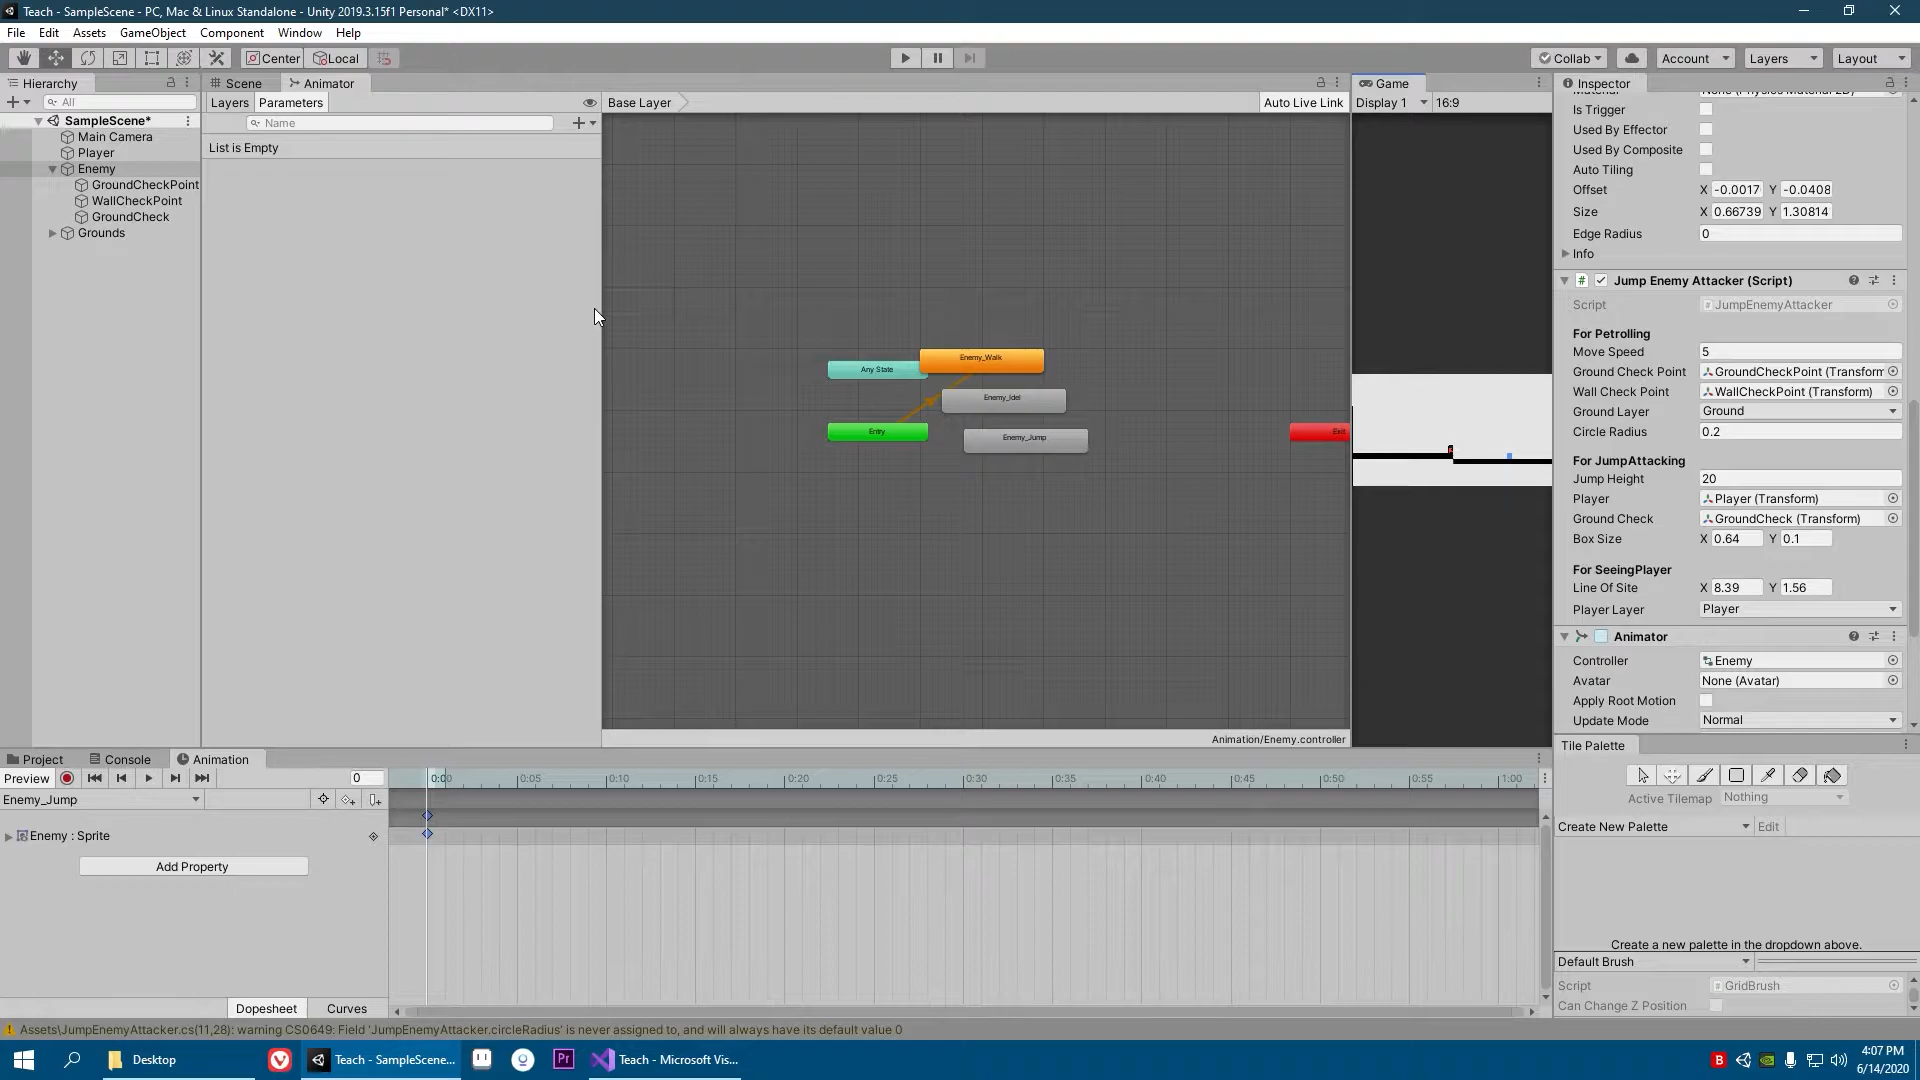 Teach - SampleScene - PC, Mac & Linux Standalone - Unity 2019.3.15f1 Personal* <DX11>
File Edit Assets GameObject Component Window Help
Center Local Collab Account Layers Layout
Hierarchy
All
SampleScene*
Main Camera
Player
Enemy
GroundCheckPoint
WallCheckPoint
GroundCheck
Grounds
Scene Animator
Layers Parameters
Name
List is Empty
Base Layer
Auto Live Link
Any State
Enemy_Walk
Enemy_Idel
Entry
Enemy_Jump
Exit
Animation/Enemy.controller
Game
Display 1 16:9
Inspector
Is Trigger
Used By Effector
Used By Composite
Auto Tiling
Offset X -0.0017 Y -0.0408
Size X 0.66739 Y 1.30814
Edge Radius 0
Info
# Jump Enemy Attacker (Script)
Script JumpEnemyAttacker
For Petrolling
Move Speed 5
Ground Check Point GroundCheckPoint (Transform
Wall Check Point WallCheckPoint (Transform)
Ground Layer Ground
Circle Radius 0.2
For JumpAttacking
Jump Height 20
Player Player (Transform)
Ground Check GroundCheck (Transform)
Box Size X 0.64 Y 0.1
For SeeingPlayer
Line Of Site X 8.39 Y 1.56
Player Layer Player
Animator
Controller Enemy
Avatar None (Avatar)
Apply Root Motion
Update Mode Normal
Project Console Animation
Preview 0
0:00 0:05 0:10 0:15 0:20 0:25 0:30 0:35 0:40 0:45 0:50 0:55 1:00
Enemy_Jump
Enemy : Sprite
Add Property
Dopesheet Curves
Tile Palette
Active Tilemap Nothing
Create New Palette Edit
Create a new palette in the dropdown above.
Default Brush
Script GridBrush
Can Change Z Position
Assets\JumpEnemyAttacker.cs(11,28): warning CS0649: Field 'JumpEnemyAttacker.circleRadius' is never assigned to, and will always have its default value 0
Desktop
Teach - SampleScene...
Pr
Teach - Microsoft Vis...
B
4:07 PM
6/14/2020